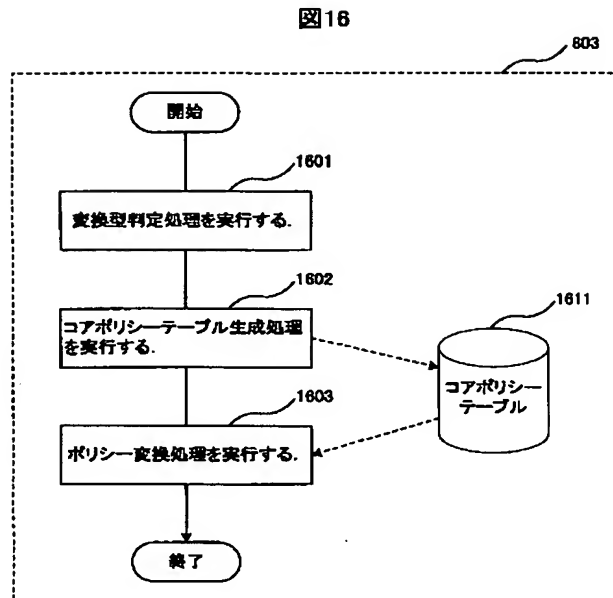 図16
603
開始
1601
変換型判定処理を実行する.
1602
コアポリシーテーブル生成処理
を実行する.
1611
コアポリシー
テーブル
1603
ポリシー変換処理を実行する.
終了